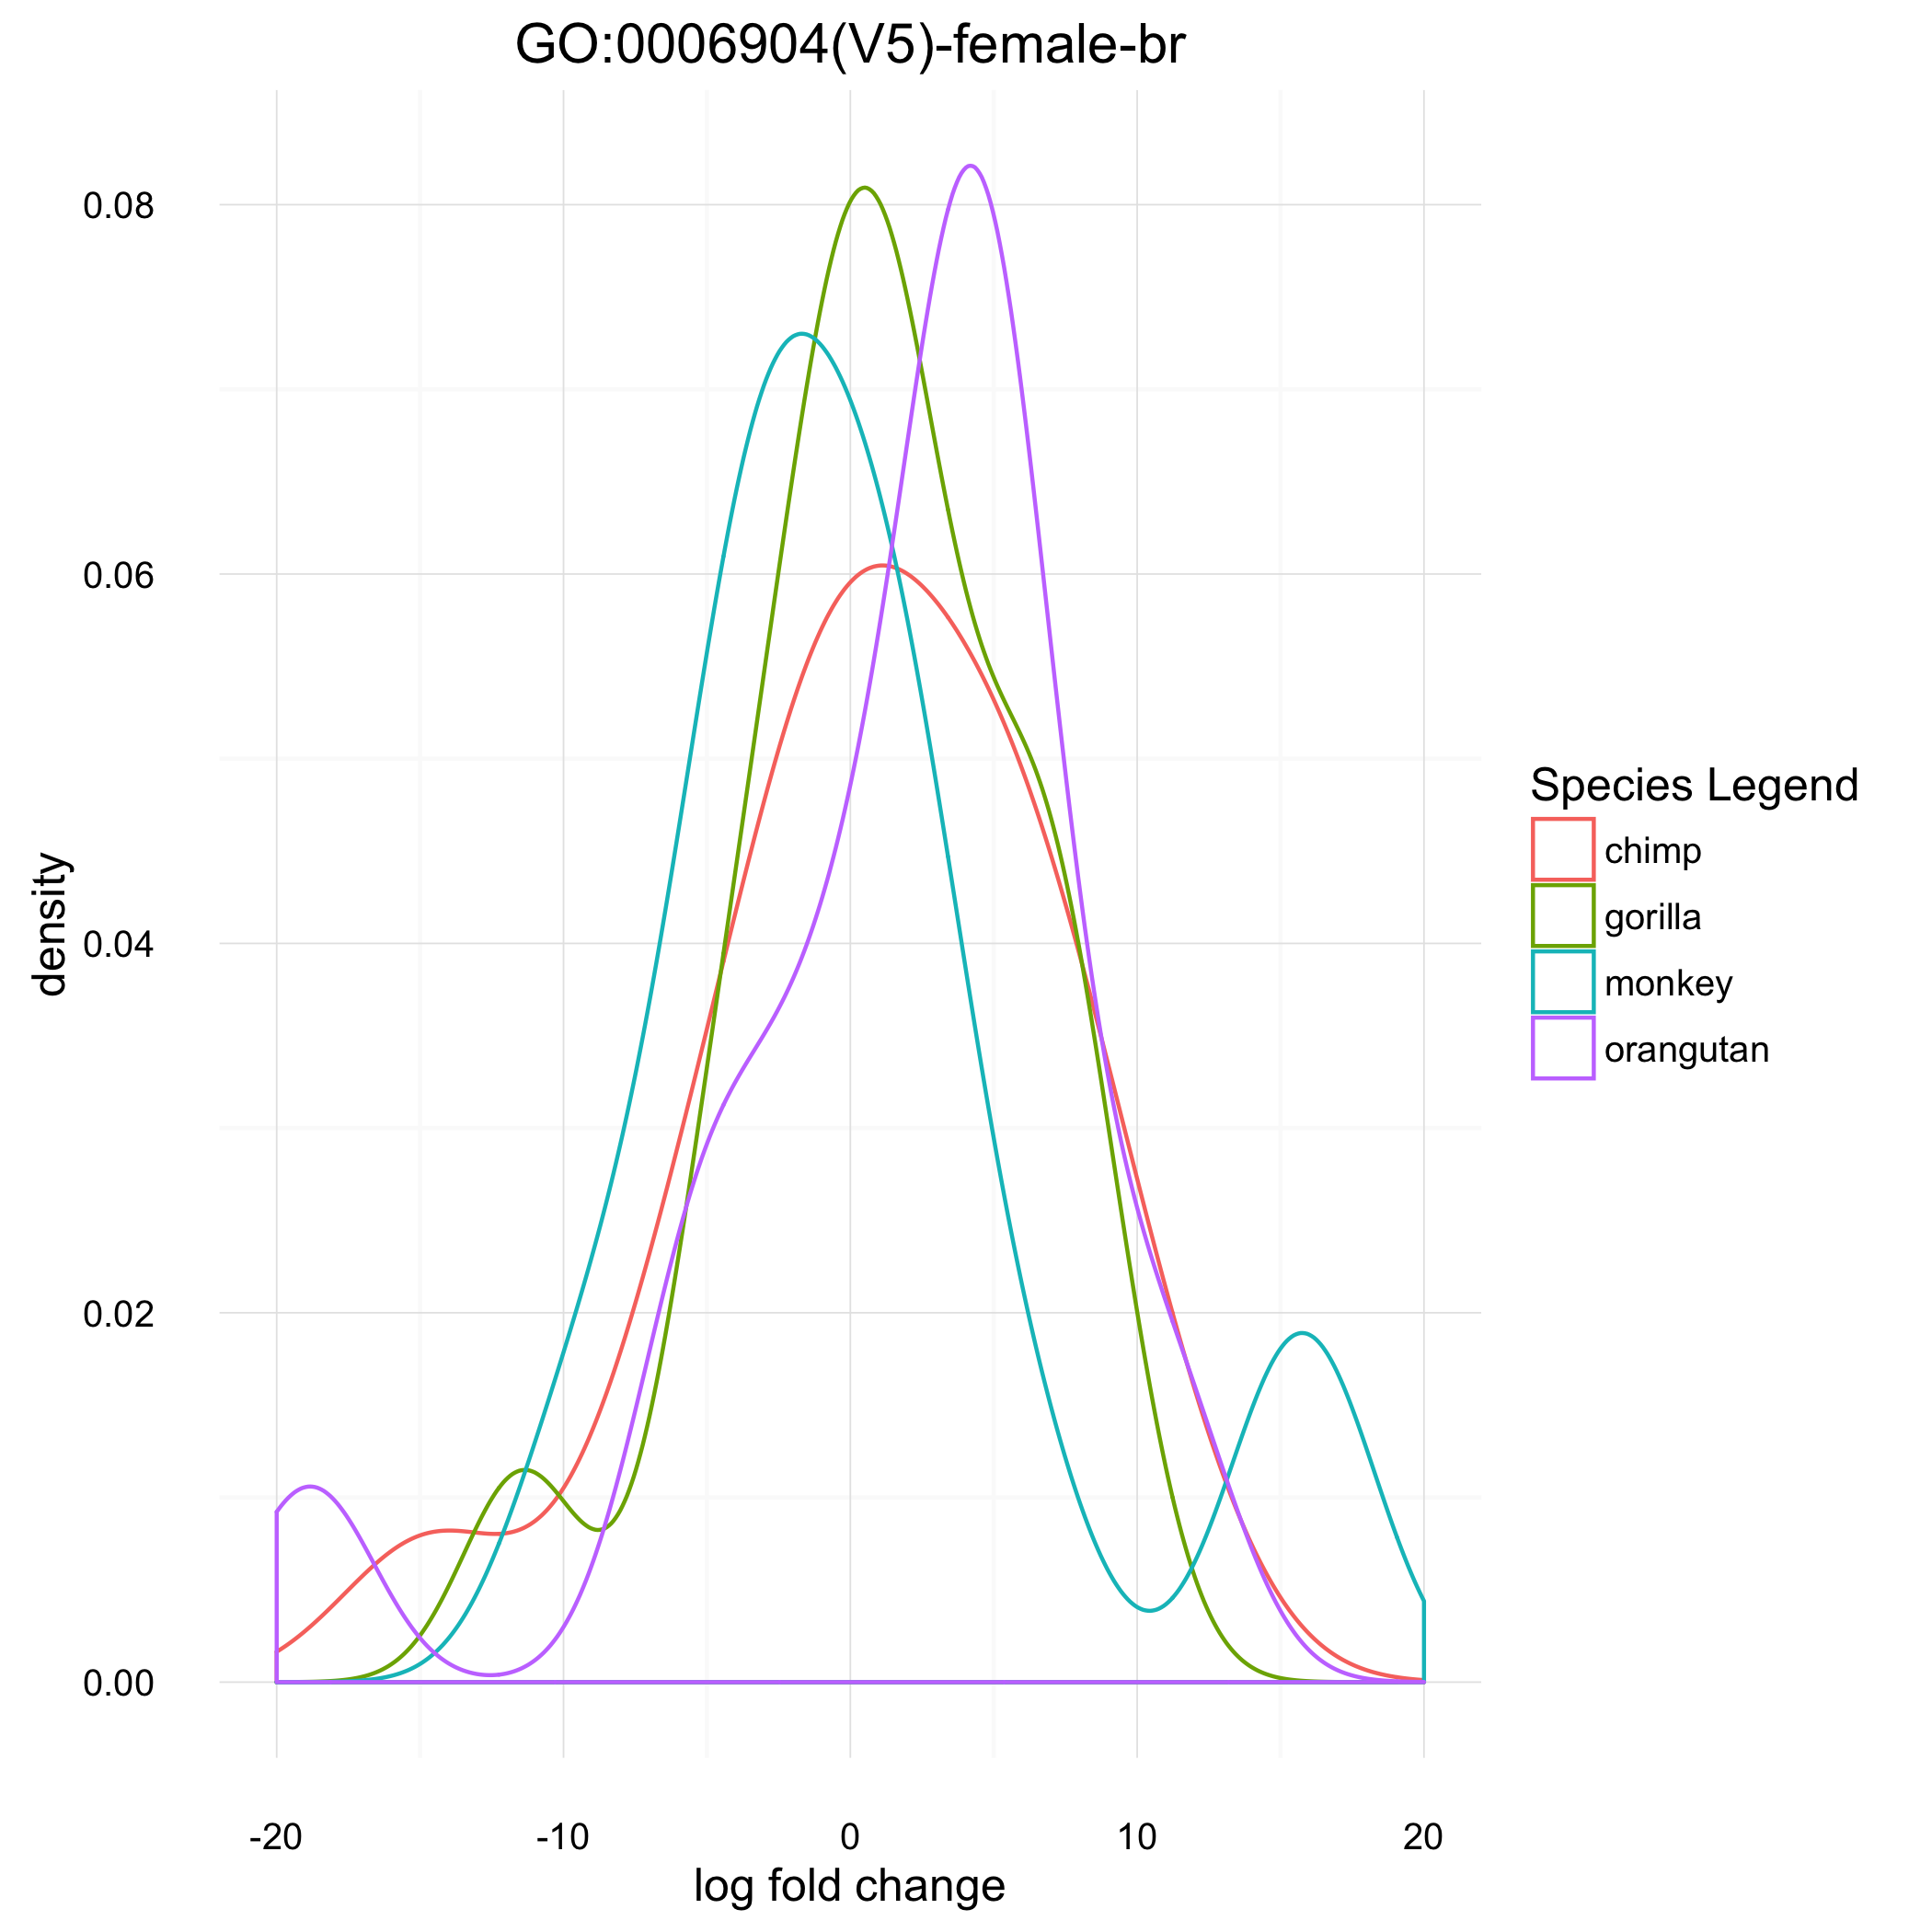 GO:0006904(V5)-female-br
0.08
0.06
0.04
0.02
0.00
density
-20
-10
0
10
20
log fold change
Species Legend
chimp
gorilla
monkey
orangutan